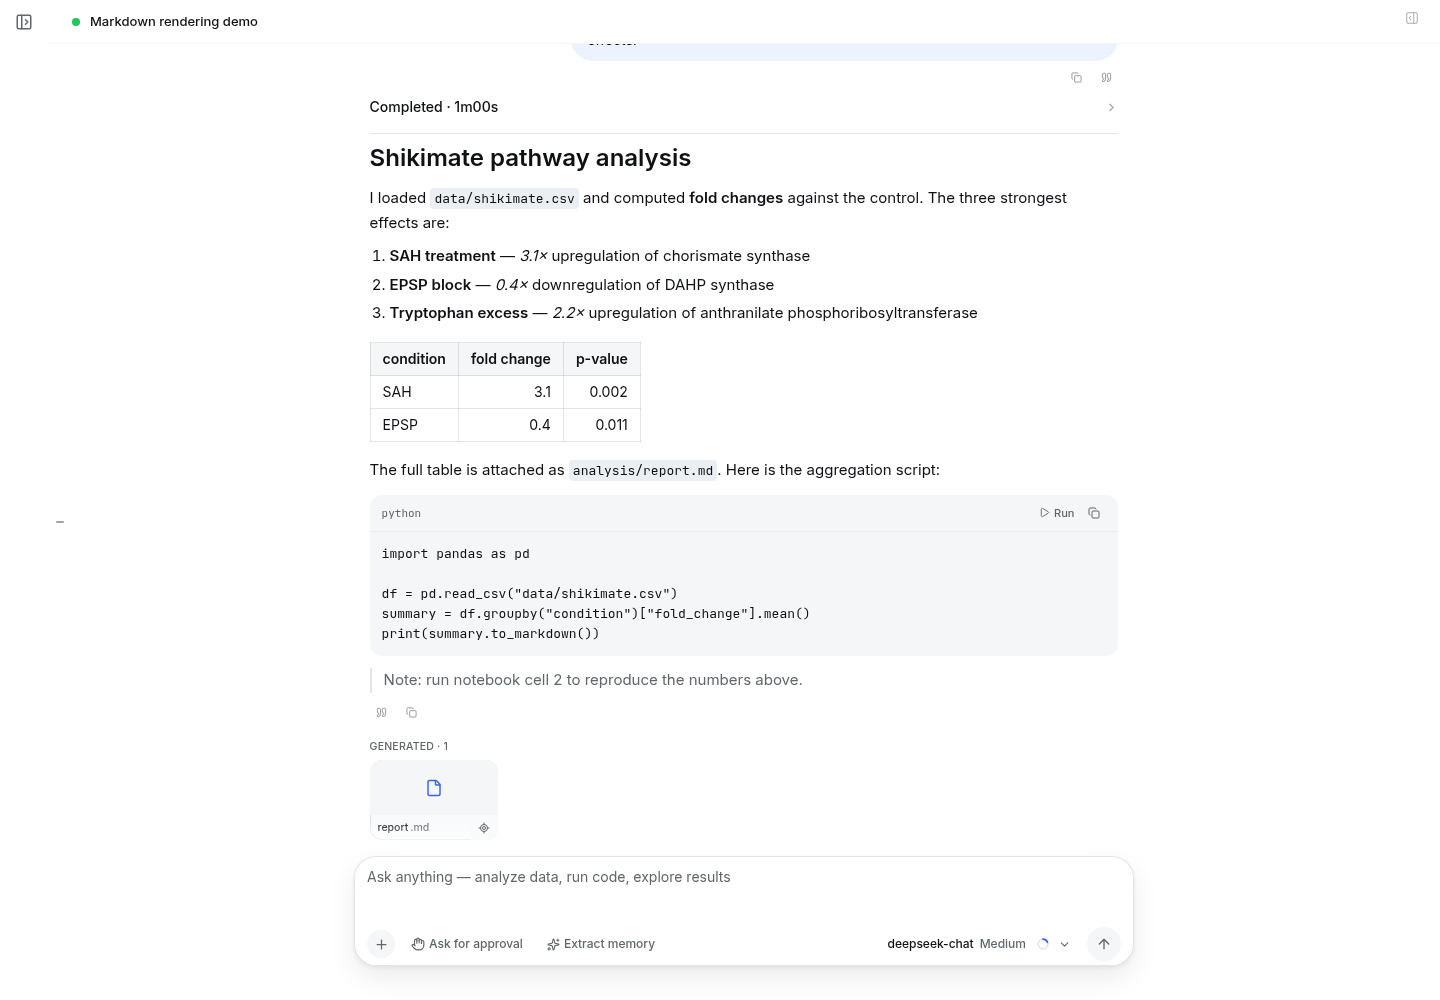 Markdown rendering demo
Completed · 1m00s
Shikimate pathway analysis
I loaded data/shikimate.csv and computed fold changes against the control. The three strongest
effects are:
1. SAH treatment — 3.1× upregulation of chorismate synthase
2. EPSP block — 0.4× downregulation of DAHP synthase
3. Tryptophan excess — 2.2× upregulation of anthranilate phosphoribosyltransferase
condition fold change p-value
SAH 3.1 0.002
EPSP 0.4 0.011
The full table is attached as analysis/report.md. Here is the aggregation script:
python Run
import pandas as pd
df = pd.read_csv("data/shikimate.csv")
summary = df.groupby("condition")["fold_change"].mean()
print(summary.to_markdown())
Note: run notebook cell 2 to reproduce the numbers above.
GENERATED · 1
report.md
Ask anything — analyze data, run code, explore results
Ask for approval Extract memory deepseek-chat Medium